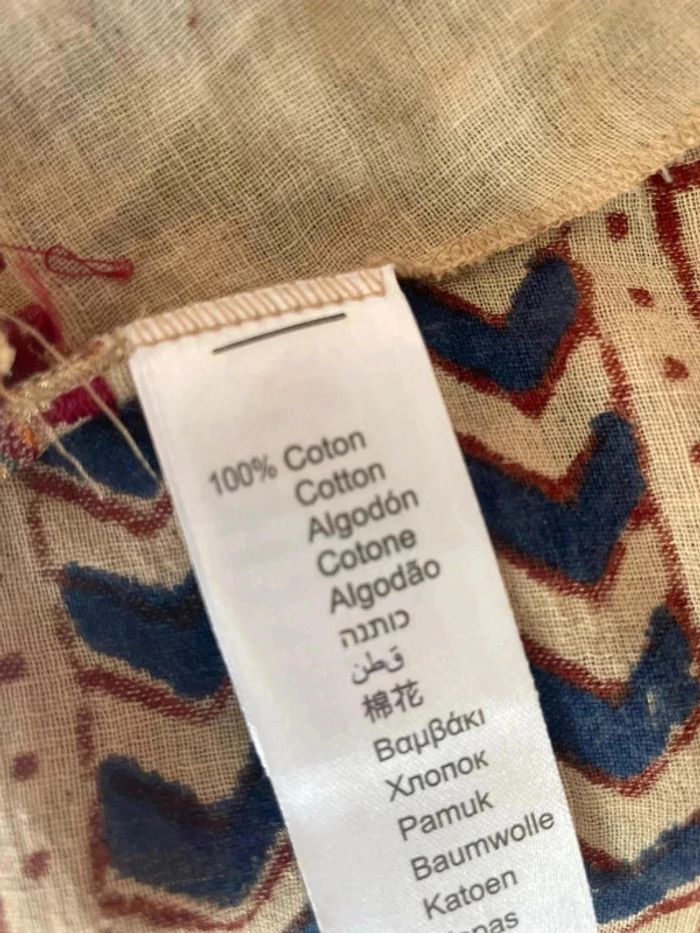 100% Coton
Cotton
Algodón
Cotone
Algodão
כותנה
قطن
棉花
Βαμβάκι
Хлопок
Pamuk
Baumwolle
Katoen